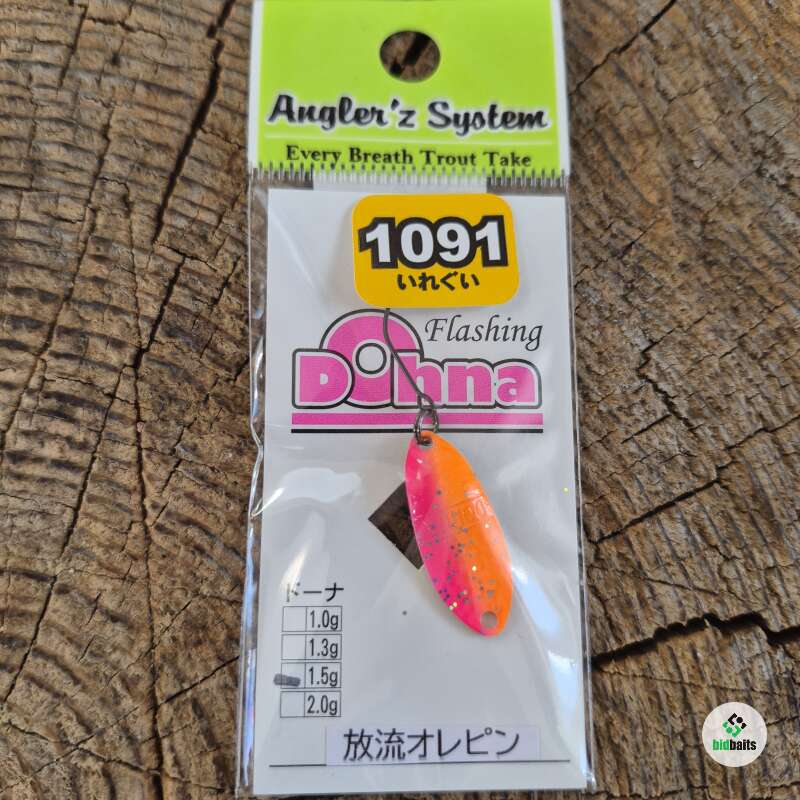 Angler'z System
Every Breath Trout Take
1091
いれぐい
Flashing
Dohna
ドーナ
1.0g
1.3g
1.5g
2.0g
放流オレピン
bidbaits